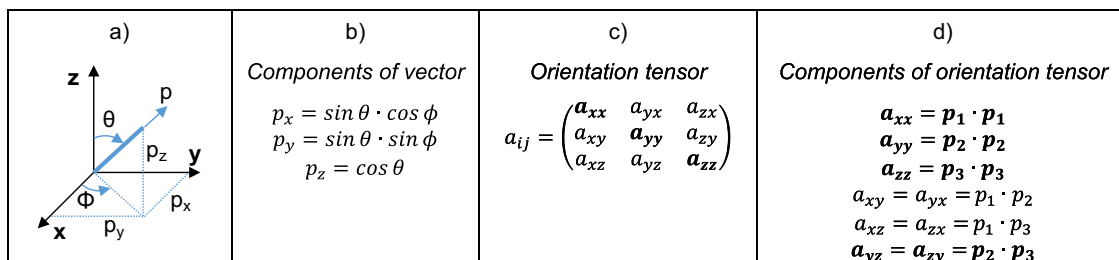 a)
z
p
θ
p_z
y
Φ
p_x
x
p_y
b)
Components of vector
p_x = sin θ · cos ϕ
p_y = sin θ · sin ϕ
p_z = cos θ
c)
Orientation tensor
a_xx a_yx a_zx
a_ij = ( a_xy a_yy a_zy )
a_xz a_yz a_zz
d)
Components of orientation tensor
a_xx = p_1 · p_1
a_yy = p_2 · p_2
a_zz = p_3 · p_3
a_xy = a_yx = p_1 · p_2
a_xz = a_zx = p_1 · p_3
a_yz = a_zy = p_2 · p_3